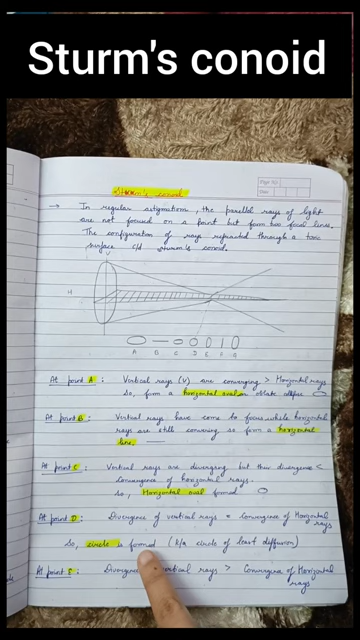 Sturm's conoid
Page No.
Date
Sturm's conoid
→ In regular astigmatism, the parallel rays of light
are not focused on a point but form two focal lines.
The configuration of rays refracted through a toric
surface c/d sturm's conoid.
V
H
A B C D E F G
At point A : Vertical rays (V) are converging > Horizontal rays
So, form a horizontal oval or oblate ellipse
At point B : Vertical rays have come to focus while horizontal
rays are still converging so form a horizontal
line.
At point C : Vertical rays are diverging but their divergence <
convergence of horizontal rays.
So, Horizontal oval formed
At point D : Divergence of vertical rays = Convergence of Horizontal
rays
So, circle is formed (k/a circle of least diffusion)
At point E : Divergence vertical rays > Convergence of Horizontal
rays